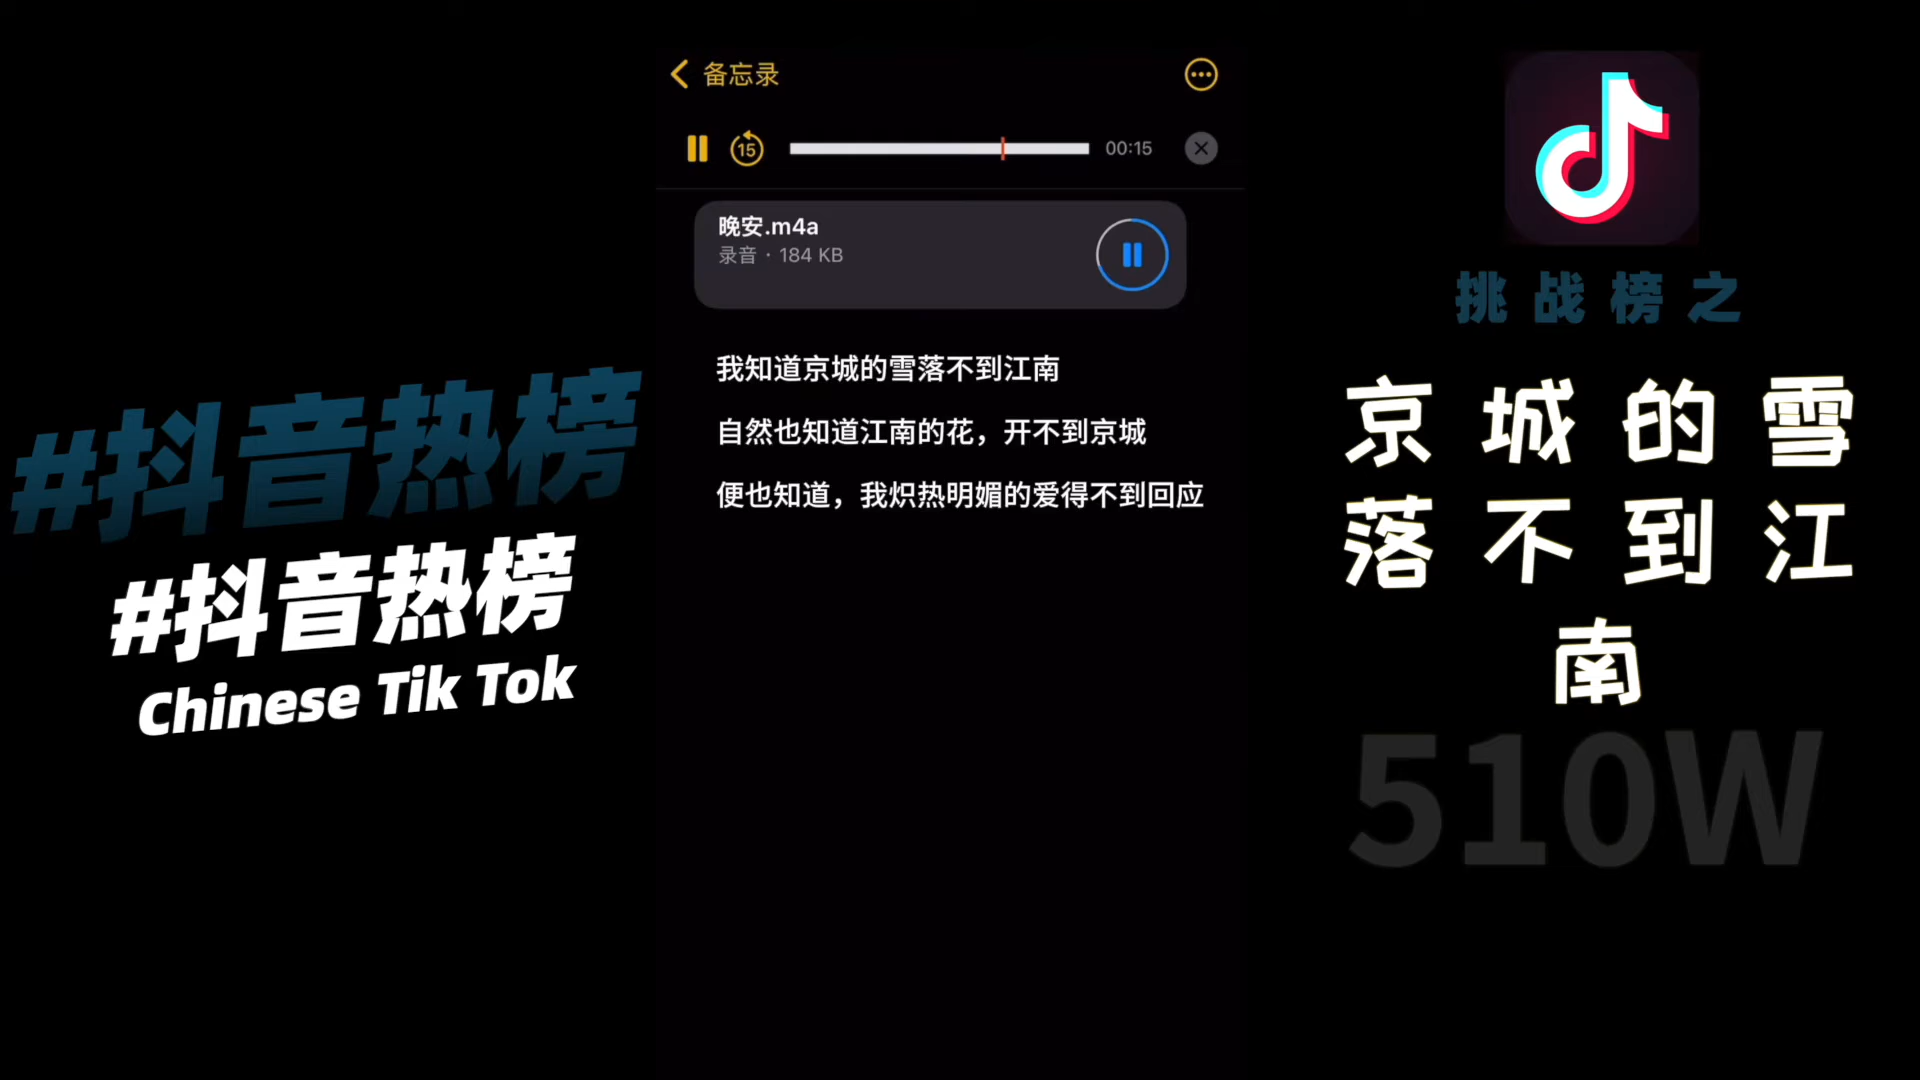 #抖音热榜
#抖音热榜
Chinese Tik Tok
备忘录
15
00:15
晚安.m4a
录音 · 184 KB
我知道京城的雪落不到江南
自然也知道江南的花，开不到京城
便也知道，我炽热明媚的爱得不到回应
挑战榜之
京城的雪
落不到江
南
510W